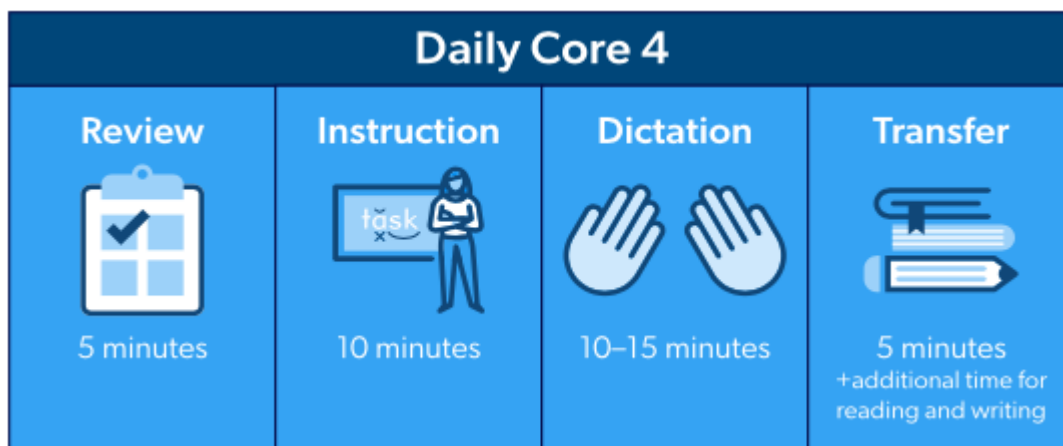 Daily Core 4
Review
Instruction
Dictation
Transfer
task
x
5 minutes
10 minutes
10–15 minutes
5 minutes
+additional time for
reading and writing